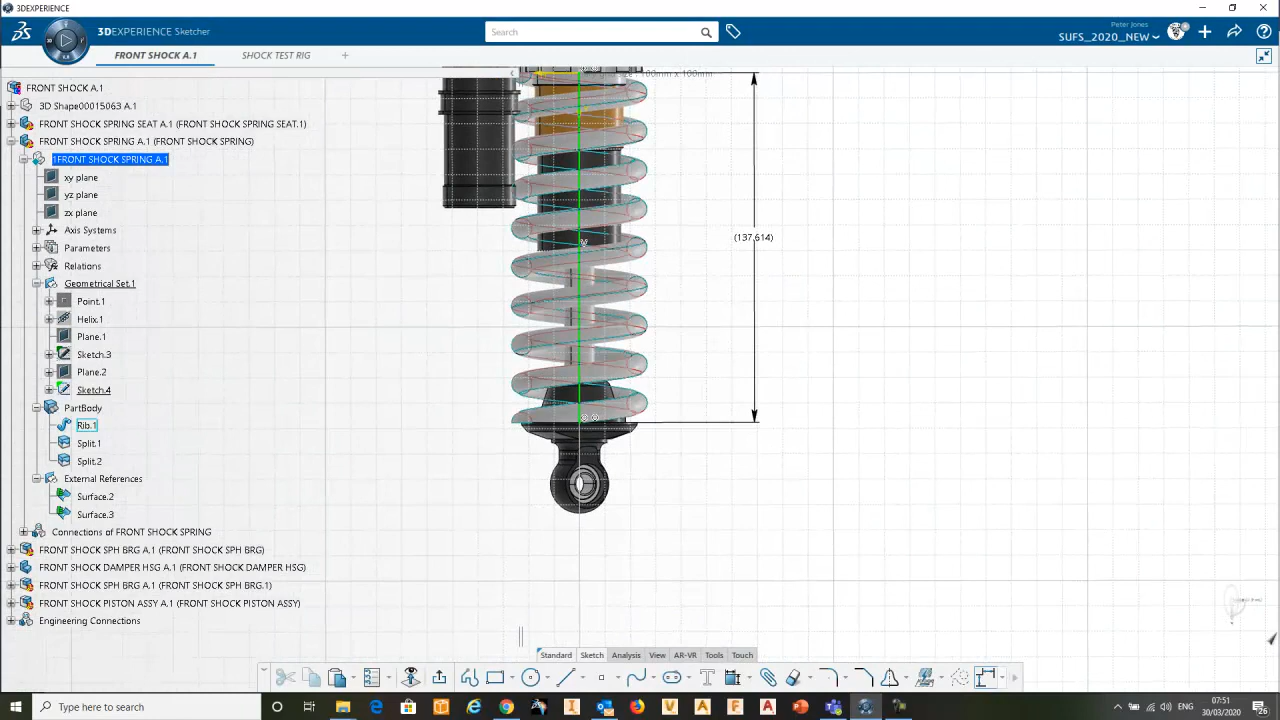 3DEXPERIENCE
3DEXPERIENCE Sketcher
Search
Peter Jones
SUFS_2020_NEW
FRONT SHOCK A.1
SHOCK TEST RIG
FRONT SHOCK A.1
3D Shape00015063 A.1
FRONT SHOCK SPRING SEAT A.1 (FRONT SHOCK SPRING SEAT.1)
FRONT SHOCK SPRING A.1 (FRONT SHOCK SPRING)
1FRONT SHOCK SPRING A.1
xy plane
yz plane
zx plane
Axis Systems
Parameters
Relations
Geometrical Set.1
Point.1
Helix.1
Plane.1
Sketch.3
Plane.2
Sketch.4
PartBody
Rib.1
Split.1
Split.2
External References
Surface.2
Surface.3
Connections of FRONT SHOCK SPRING
FRONT SHOCK SPH BRG A.1 (FRONT SHOCK SPH BRG)
FRONT SHOCK DAMPER HSG A.1 (FRONT SHOCK DAMPER HSG)
FRONT SHOCK SPH BRG A.1 (FRONT SHOCK SPH BRG.1)
FRONT SHOCK PISTON ASSY A.1 (FRONT SHOCK PISTON ASSY)
Engineering Connections
100mm x 100mm
(137.614)
V
Standard Sketch Analysis View AR-VR Tools Touch
Type here to search
ENG
07:51
30/03/2020